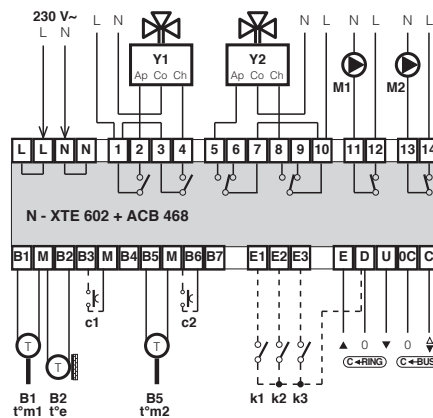 230 V~ L N Y1 Y2 N L N L
L N
Ap Co Ch Ap Co Ch
M1 M2
L L N N 1 2 3 4 5 6 7 8 9 10 11 12 13 14
N - XTE 602 + ACB 468
B1 M B2 B3 M B4 B5 M B6 B7 E1 E2 E3 E D U 0C C
c1 c2
0 0
T T T k1 k2 k3 C RING C BUS
B1 B2 B5
t°m1 t°e t°m2